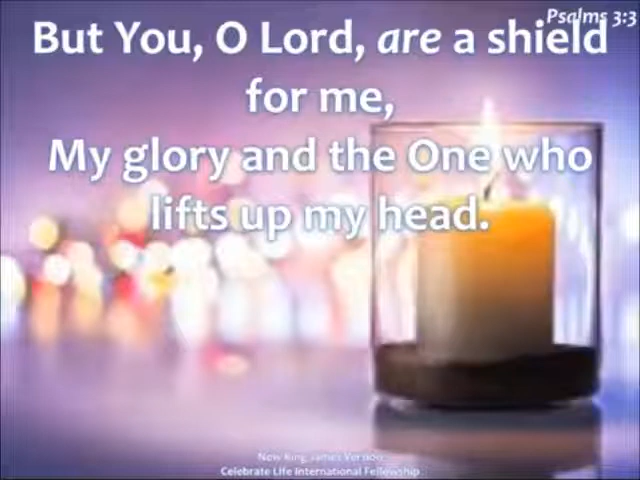 Psalms 3:3
But You, O Lord, are a shield
for me,
My glory and the One who
lifts up my head.
New King James Version
Celebrate Life International Fellowship